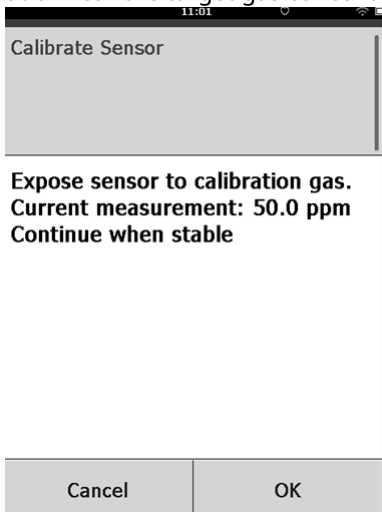 11:01
Calibrate Sensor
Expose sensor to calibration gas.
Current measurement: 50.0 ppm
Continue when stable
Cancel OK